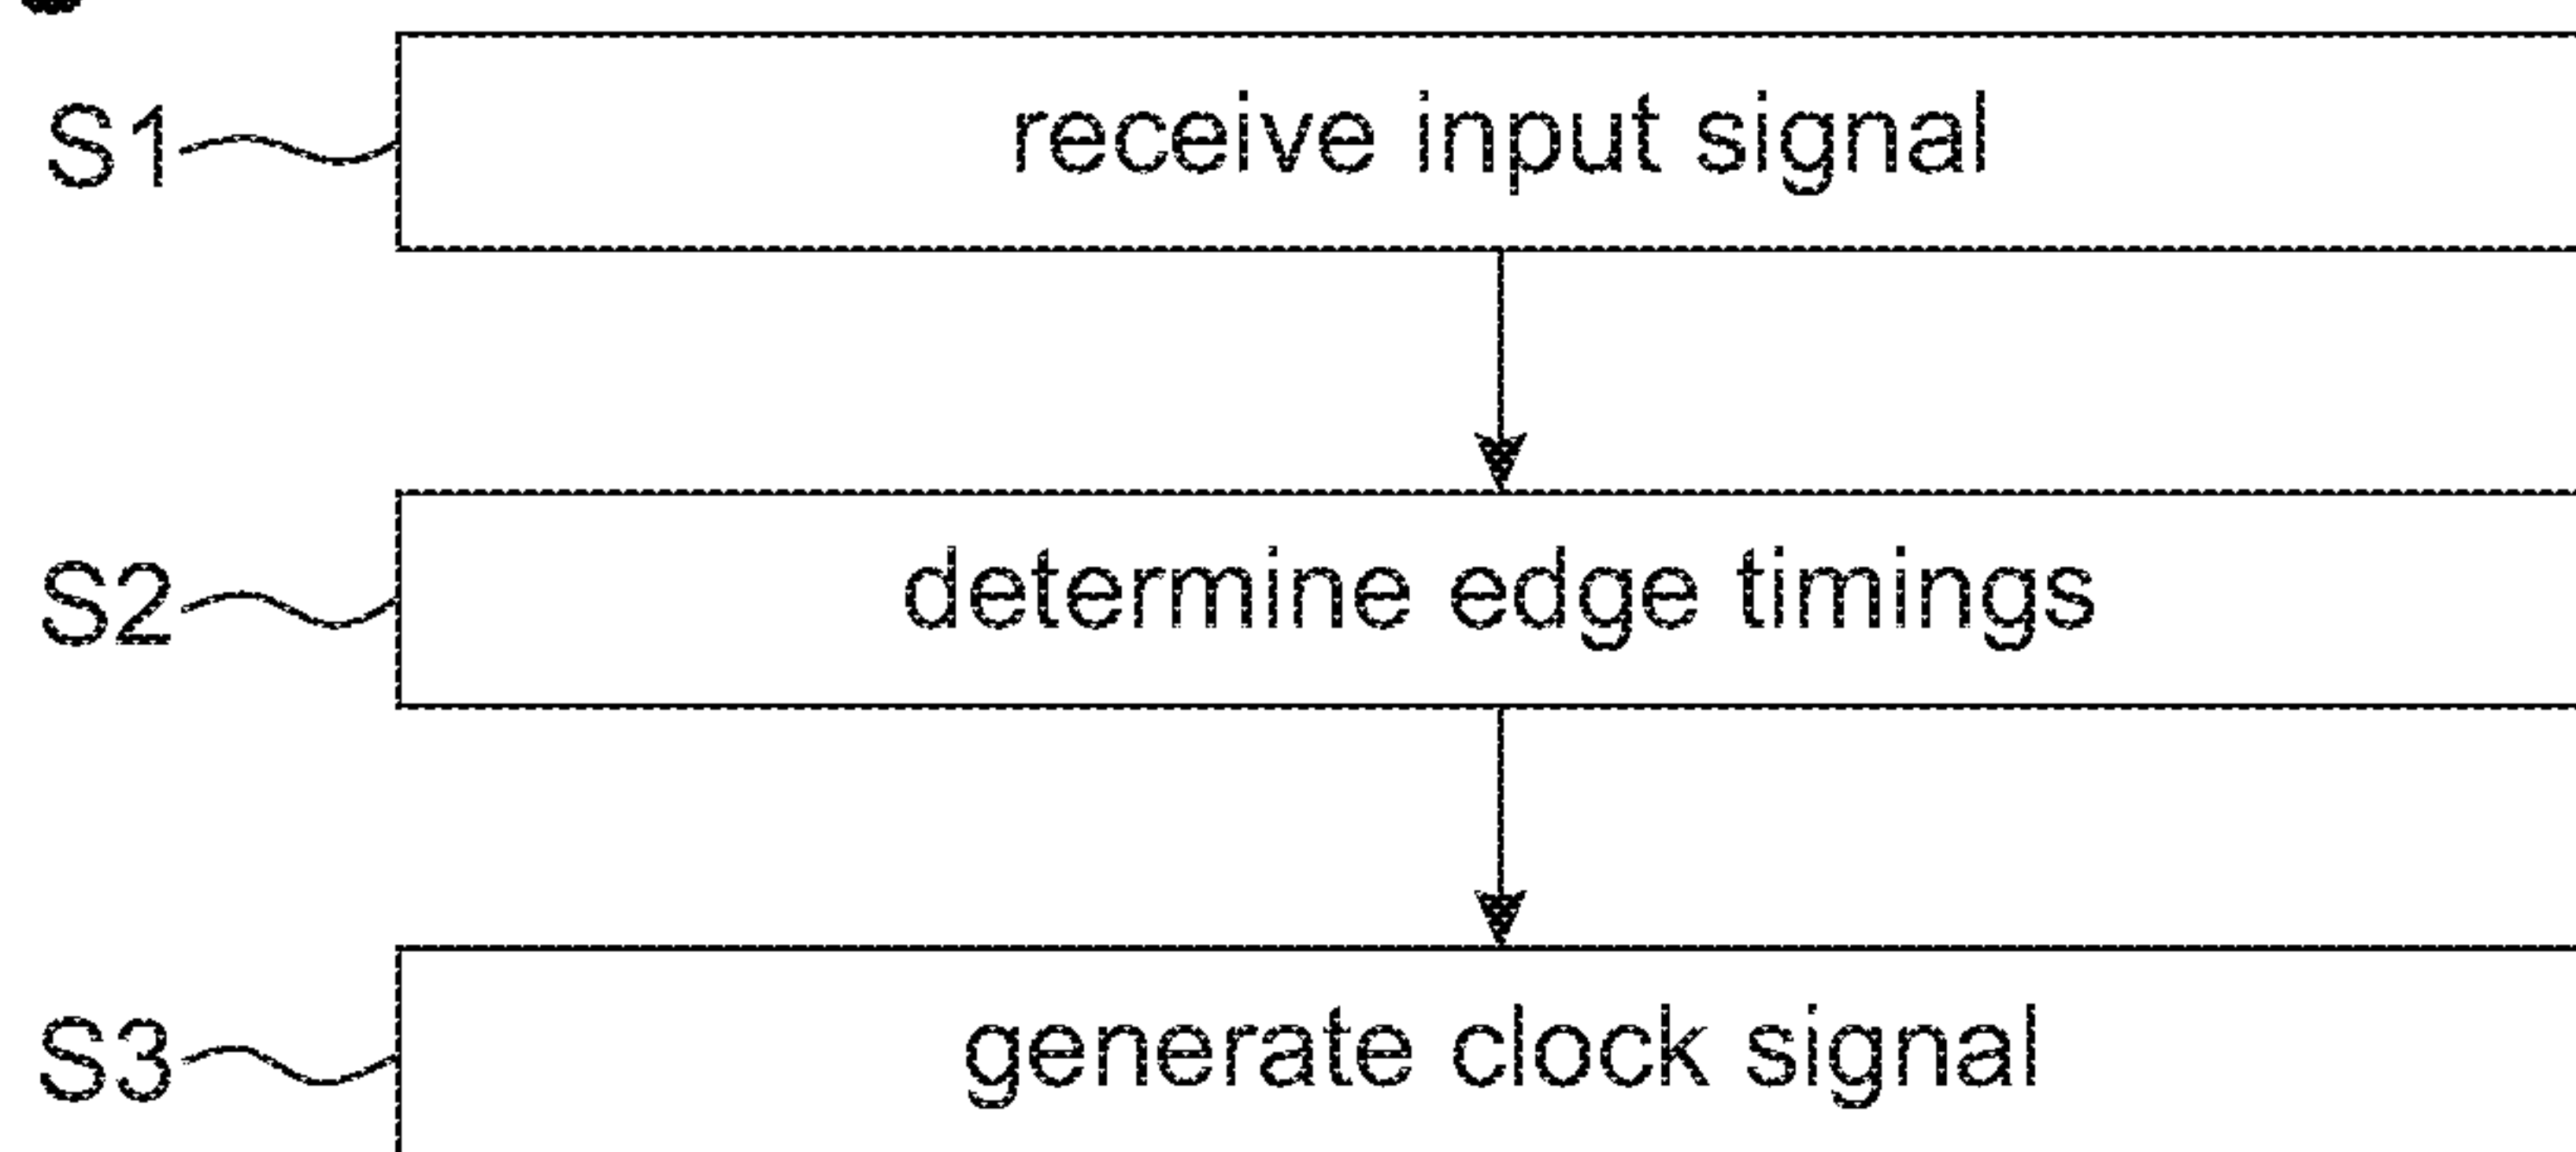 S1 receive input signal
S2 determine edge timings
S3 generate clock signal